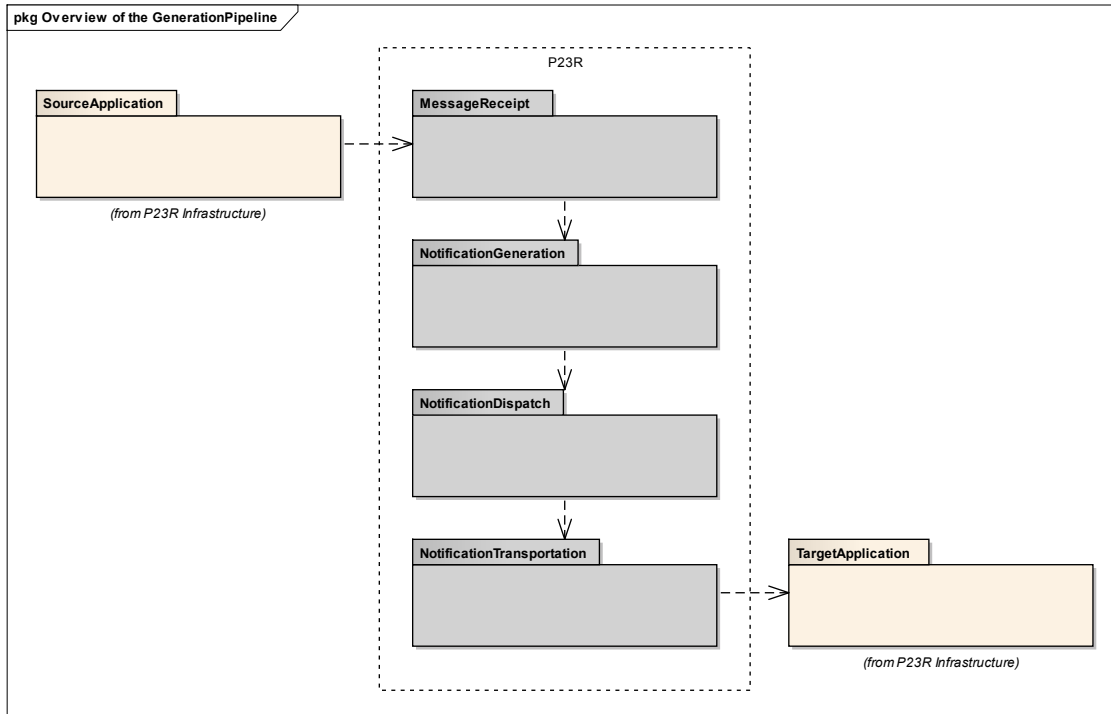 pkg Overview of the GenerationPipeline
P23R
SourceApplication
MessageReceipt
(from P23R Infrastructure)
NotificationGeneration
NotificationDispatch
NotificationTransportation
TargetApplication
(from P23R Infrastructure)